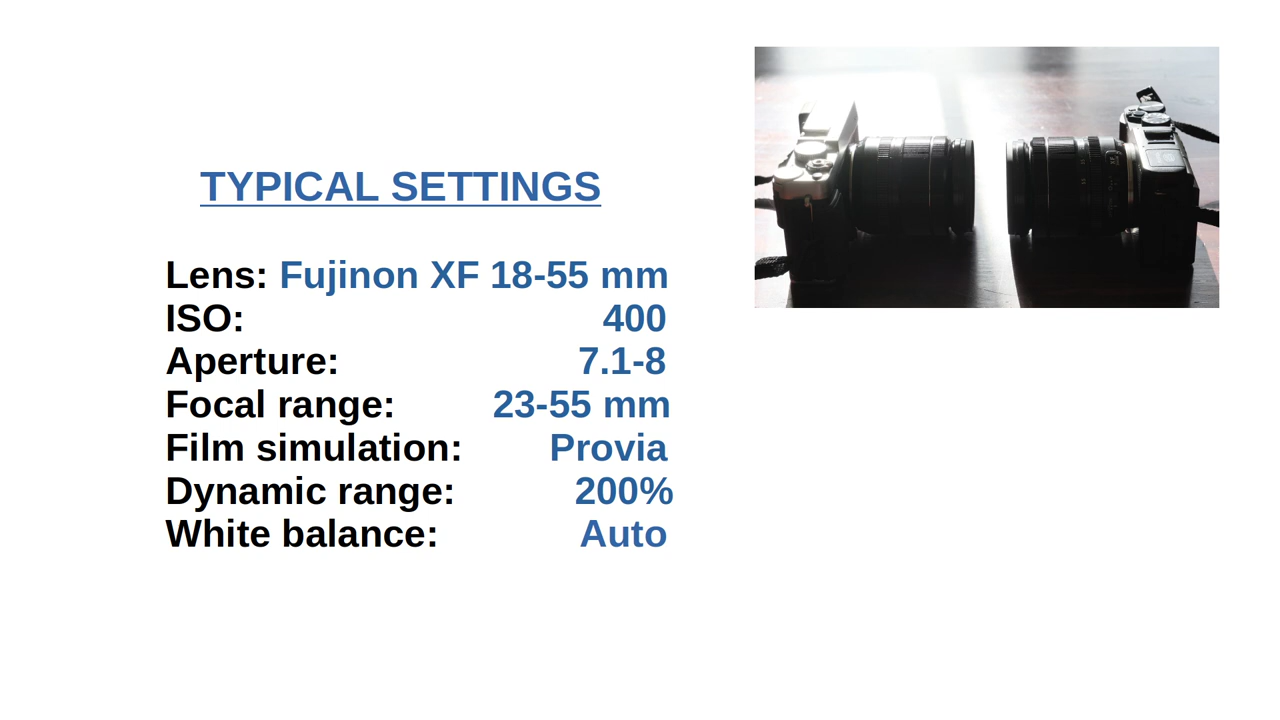 TYPICAL SETTINGS
Lens: Fujinon XF 18-55 mm
ISO: 400
Aperture: 7.1-8
Focal range: 23-55 mm
Film simulation: Provia
Dynamic range: 200%
White balance: Auto